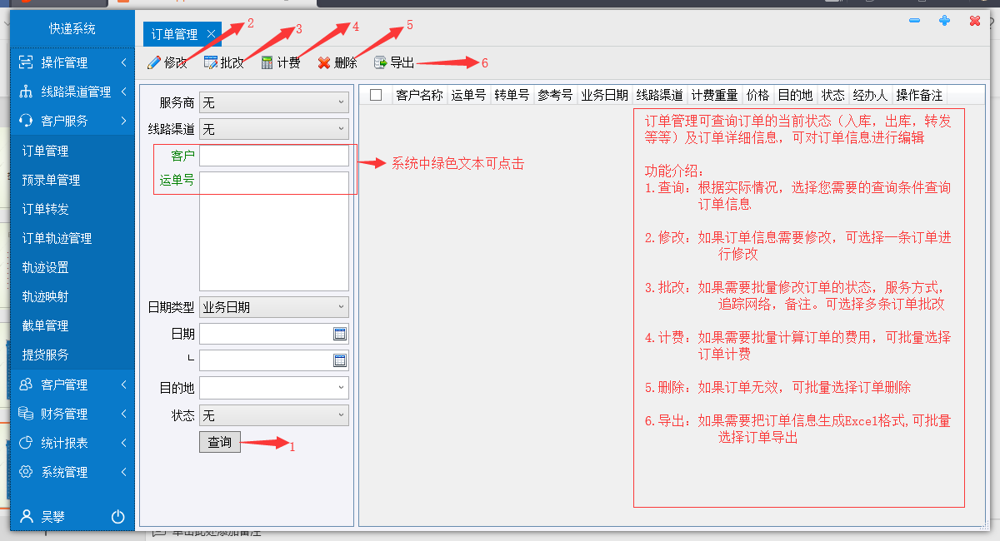 快递系统
操作管理
线路渠道管理
客户服务
订单管理
预录单管理
订单转发
订单轨迹管理
轨迹设置
轨迹映射
截单管理
提货服务
客户管理
财务管理
统计报表
系统管理
吴攀
订单管理
2
3
4
5
修改 批改 计费 删除 导出
6
服务商 无
线路渠道 无
客户
运单号
系统中绿色文本可点击
日期类型 业务日期
日期
目的地
状态 无
查询
1
客户名称 运单号 转单号 参考号 业务日期 线路渠道 计费重量 价格 目的地 状态 经办人 操作备注
订单管理可查询订单的当前状态（入库，出库，转发
等等）及订单详细信息，可对订单信息进行编辑
功能介绍：
1.查询：根据实际情况，选择您需要的查询条件查询
订单信息
2.修改：如果订单信息需要修改，可选择一条订单进
行修改
3.批改：如果需要批量修改订单的状态，服务方式，
追踪网络，备注。可选择多条订单批改
4.计费：如果需要批量计算订单的费用，可批量选择
订单计费
5.删除：如果订单无效，可批量选择订单删除
6.导出：如果需要把订单信息生成Excel格式,可批量
选择订单导出
单击此处添加备注